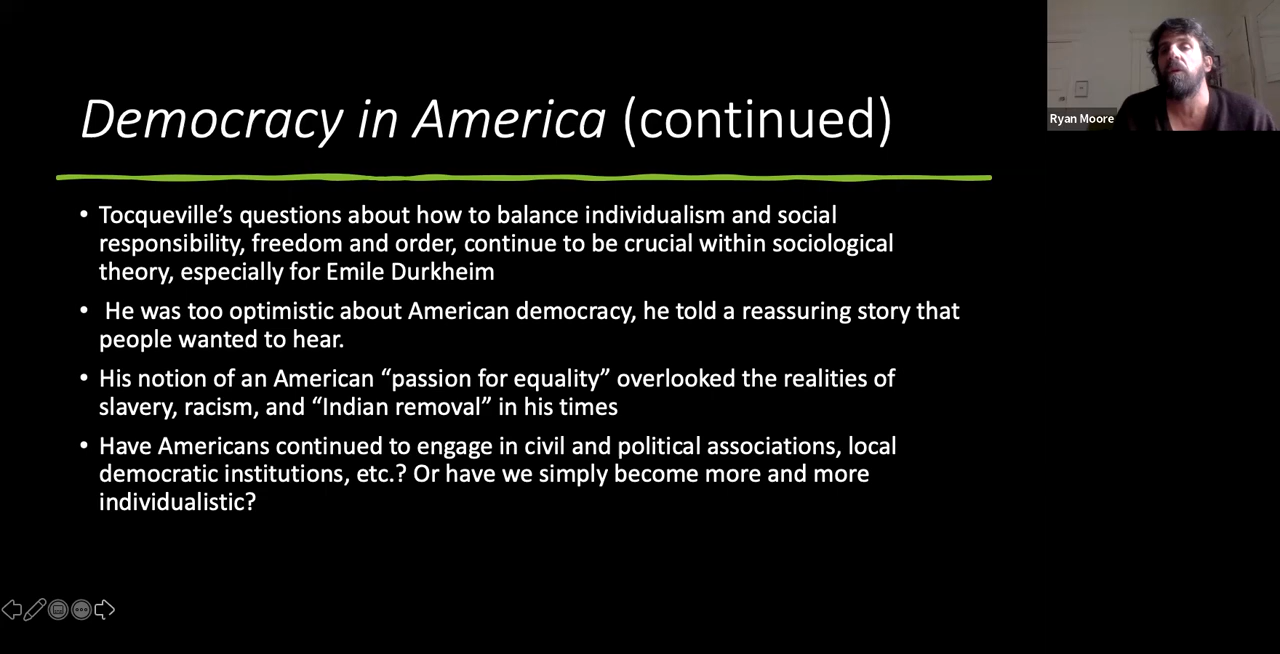 Democracy in America (continued)
Ryan Moore
• Tocqueville’s questions about how to balance individualism and social
responsibility, freedom and order, continue to be crucial within sociological
theory, especially for Emile Durkheim
• He was too optimistic about American democracy, he told a reassuring story that
people wanted to hear.
• His notion of an American “passion for equality” overlooked the realities of
slavery, racism, and “Indian removal” in his times
• Have Americans continued to engage in civil and political associations, local
democratic institutions, etc.? Or have we simply become more and more
individualistic?